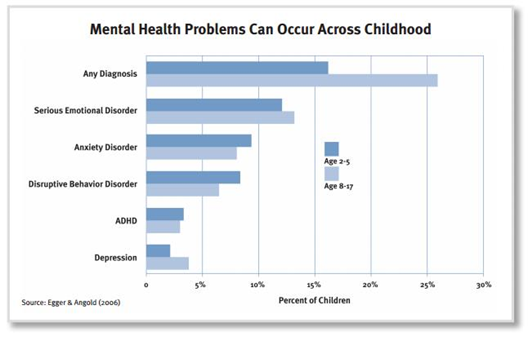 Mental Health Problems Can Occur Across Childhood
Any Diagnosis
Serious Emotional Disorder
Anxiety Disorder
Disruptive Behavior Disorder
ADHD
Depression
Age 2-5
Age 8-17
0 5% 10% 15% 20% 25% 30%
Source: Egger & Angold (2006) Percent of Children